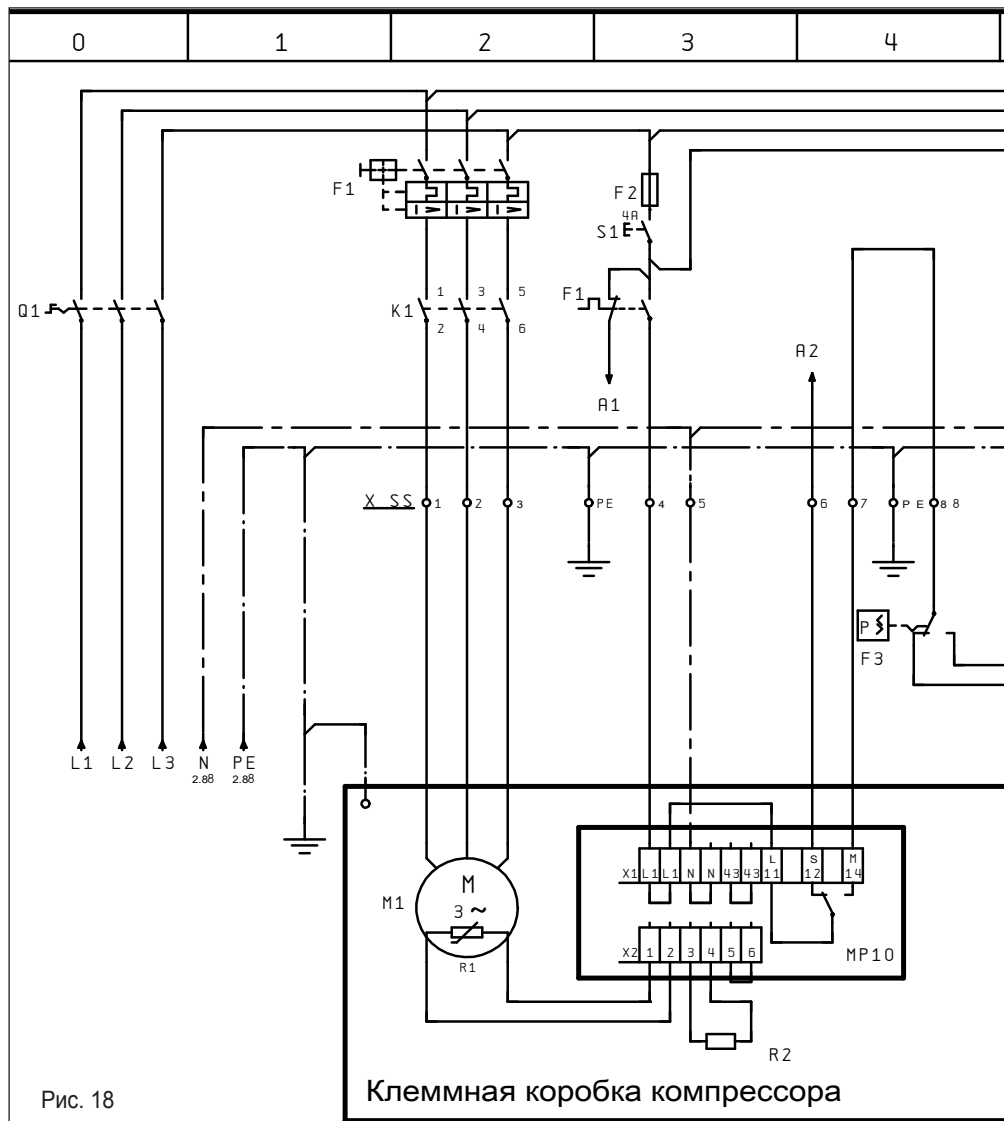 0 1 2 3 4
F1
F2
4A
S1
Q1
K1
1 3 5
2 4 6
F1
A2
A1
X SS 1 2 3 PE 4 5 6 7 PE 8 8
P
F3
L1 L2 L3 N PE
2.88 2.88
L S M
X1 L1 L1 N N 43 43 11 12 14
M
3 ~
M1
R1
X2 1 2 3 4 5 6
MP10
R2
Клеммная коробка компрессора
Рис. 18